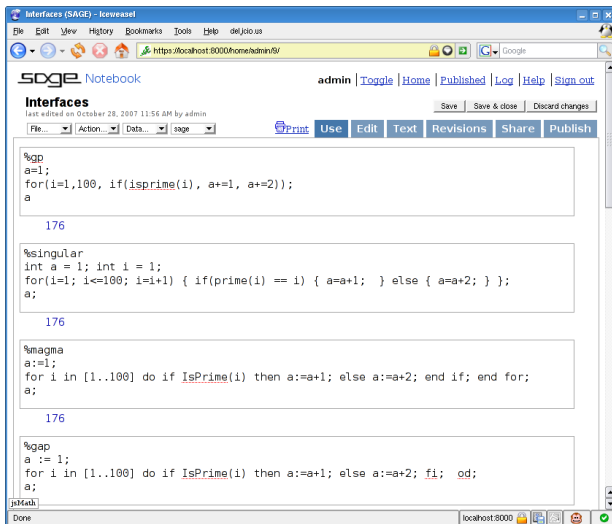 Interfaces (SAGE) - Iceweasel
File Edit View History Bookmarks Tools Help del.icio.us
https://localhost:8000/home/admin/9/ G Google
SAGE Notebook admin | Toggle | Home | Published | Log | Help | Sign out
Interfaces
last edited on October 28, 2007 11:56 AM by admin
Save Save & close Discard changes
File... Action... Data... sage Print Use Edit Text Revisions Share Publish
%gp
a=1;
for(i=1,100, if(isprime(i), a+=1, a+=2));
a
176
%singular
int a = 1; int i = 1;
for(i=1; i<=100; i=i+1) { if(prime(i) == i) { a=a+1;  } else { a=a+2; } };
a;
176
%magma
a:=1;
for i in [1..100] do if IsPrime(i) then a:=a+1; else a:=a+2; end if; end for;
a;
176
%gap
a := 1;
for i in [1..100] do if IsPrime(i) then a:=a+1; else a:=a+2; fi;  od;
a;
jsMath
Done localhost:8000